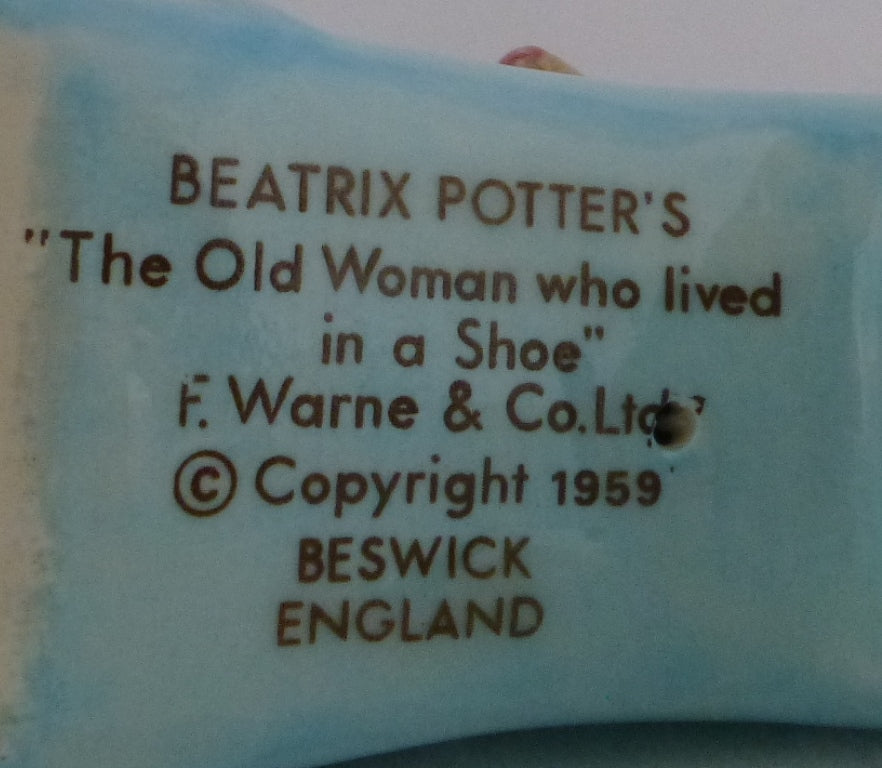 BEATRIX POTTER'S
"The Old Woman who lived
in a Shoe"
F. Warne & Co.Ltd.
© Copyright 1959
BESWICK
ENGLAND